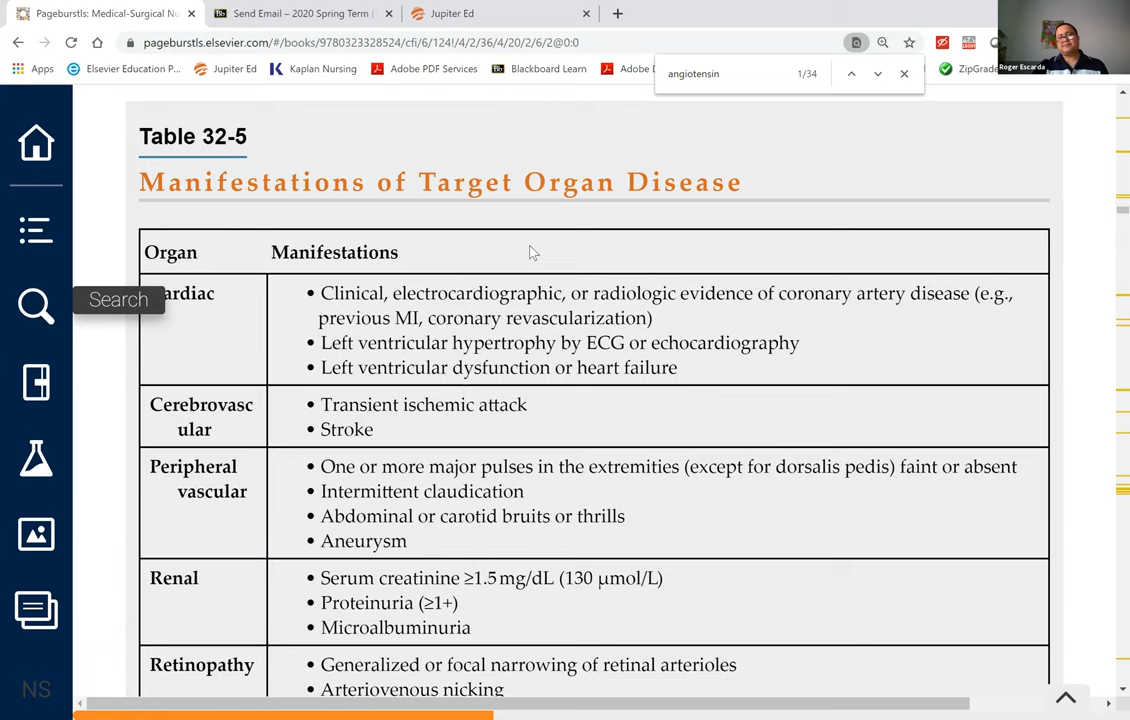 Pageburstls: Medical-Surgical Nu
Send Email – 2020 Spring Term (
Jupiter Ed
pageburstls.elsevier.com/#/books/9780323328524/cfi/6/124!/4/2/36/4/20/2/6/2@0:0
Roger Escarda
Apps
Elsevier Education P...
Jupiter Ed
Kaplan Nursing
Adobe PDF Services
Blackboard Learn
Adobe D
ZipGrade
angiotensin
1/34
Table 32-5
Manifestations of Target Organ Disease
Organ
Manifestations
Search
ardiac
• Clinical, electrocardiographic, or radiologic evidence of coronary artery disease (e.g.,
previous MI, coronary revascularization)
• Left ventricular hypertrophy by ECG or echocardiography
• Left ventricular dysfunction or heart failure
Cerebrovasc
ular
• Transient ischemic attack
• Stroke
Peripheral
vascular
• One or more major pulses in the extremities (except for dorsalis pedis) faint or absent
• Intermittent claudication
• Abdominal or carotid bruits or thrills
• Aneurysm
Renal
• Serum creatinine ≥1.5 mg/dL (130 μmol/L)
• Proteinuria (≥1+)
• Microalbuminuria
Retinopathy
• Generalized or focal narrowing of retinal arterioles
• Arteriovenous nicking
NS